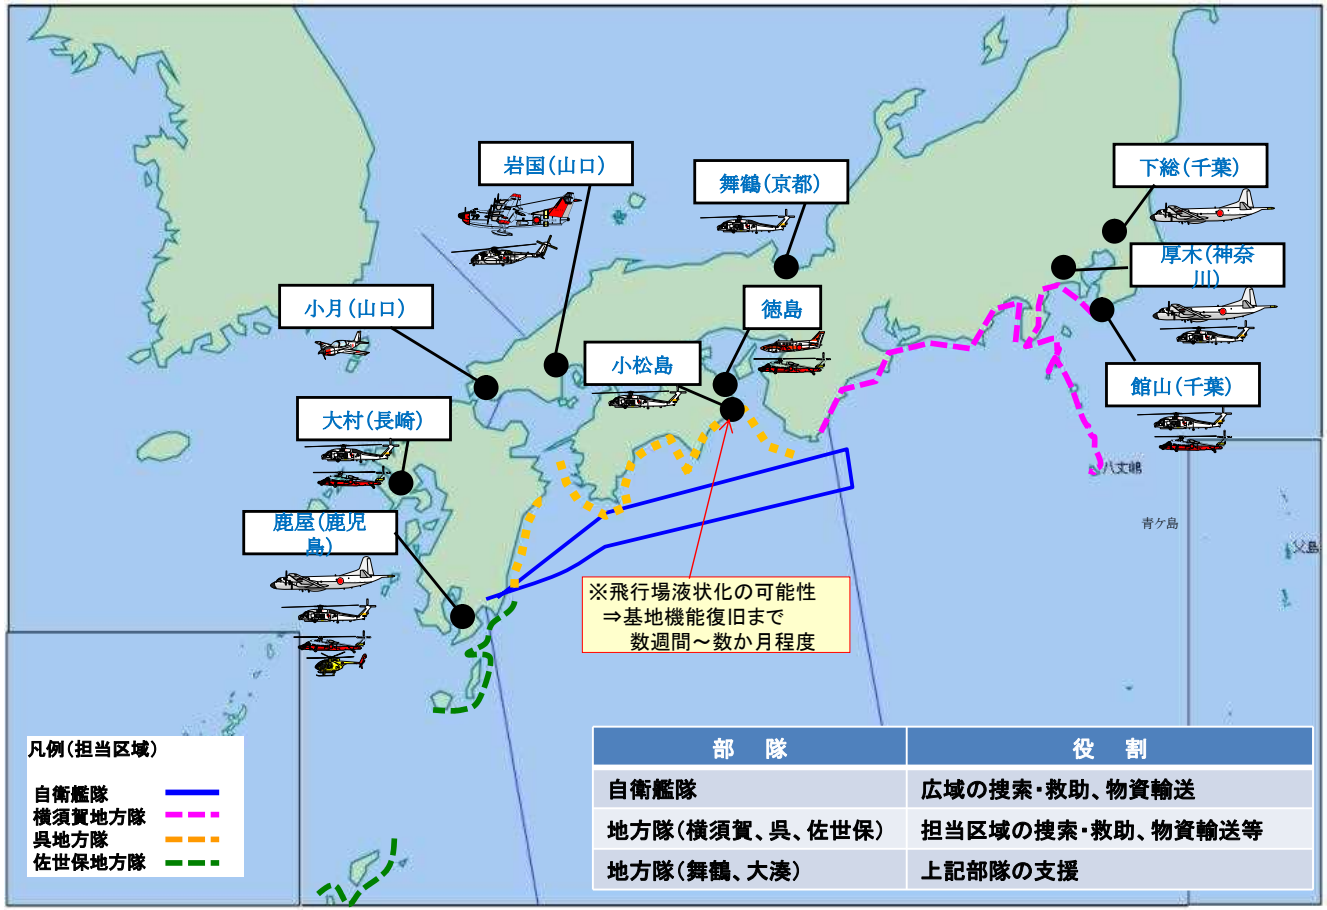 岩国(山口)
舞鶴(京都)
下総(千葉)
厚木(神奈
川)
小月(山口)
徳島
小松島
館山(千葉)
大村(長崎)
八丈嶋
鹿屋(鹿児
島)
青ケ島
父島
※飛行場液状化の可能性
⇒基地機能復旧まで
数週間～数か月程度
凡例(担当区域)
自衛艦隊
横須賀地方隊
呉地方隊
佐世保地方隊
部 隊 役 割
自衛艦隊 広域の捜索・救助、物資輸送
地方隊(横須賀、呉、佐世保) 担当区域の捜索・救助、物資輸送等
地方隊(舞鶴、大湊) 上記部隊の支援